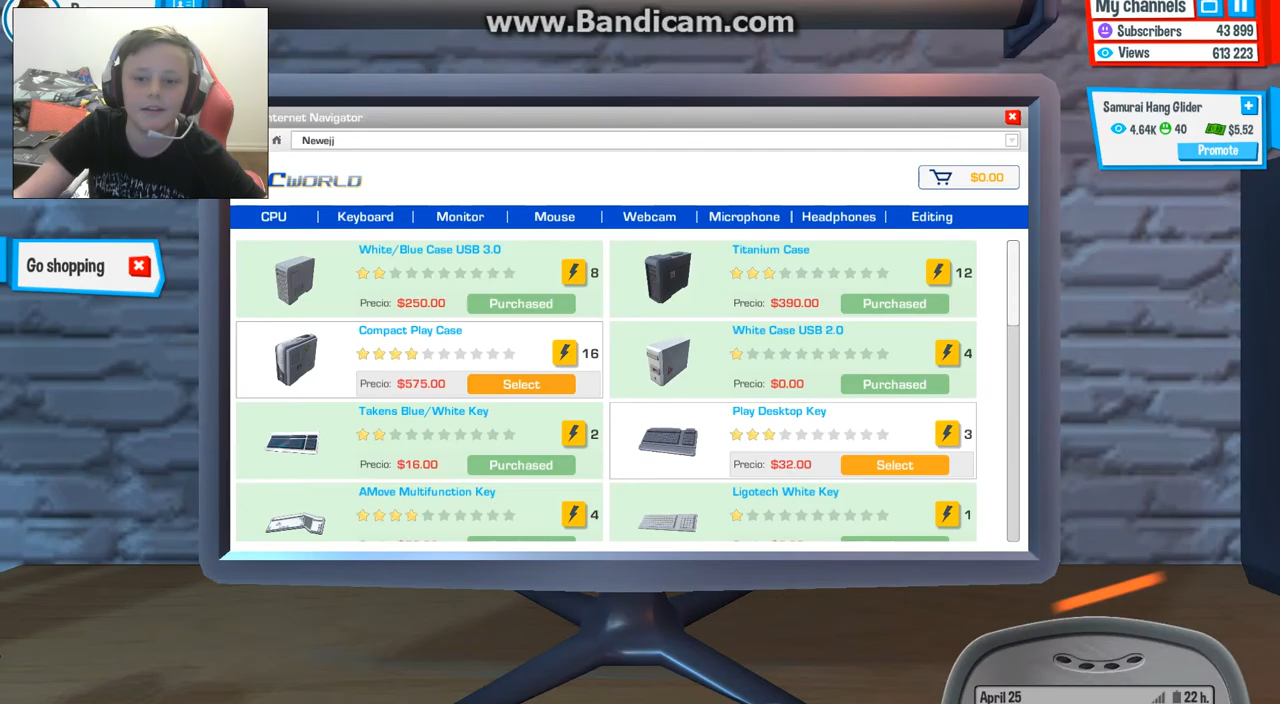 www.Bandicam.com
My channels
Subscribers 43 899
Views 613 223
Samurai Hang Glider
4.64K 40 $5.52
Promote
Internet Navigator
Newejj
CWORLD
$0.00
CPU | Keyboard | Monitor | Mouse | Webcam | Microphone | Headphones | Editing
Go shopping
White/Blue Case USB 3.0
8
Precio: $250.00 Purchased
Titanium Case
12
Precio: $390.00 Purchased
Compact Play Case
16
Precio: $575.00 Select
White Case USB 2.0
4
Precio: $0.00 Purchased
Takens Blue/White Key
2
Precio: $16.00 Purchased
Play Desktop Key
3
Precio: $32.00 Select
AMove Multifunction Key
4
Ligotech White Key
1
April 25 22 h.